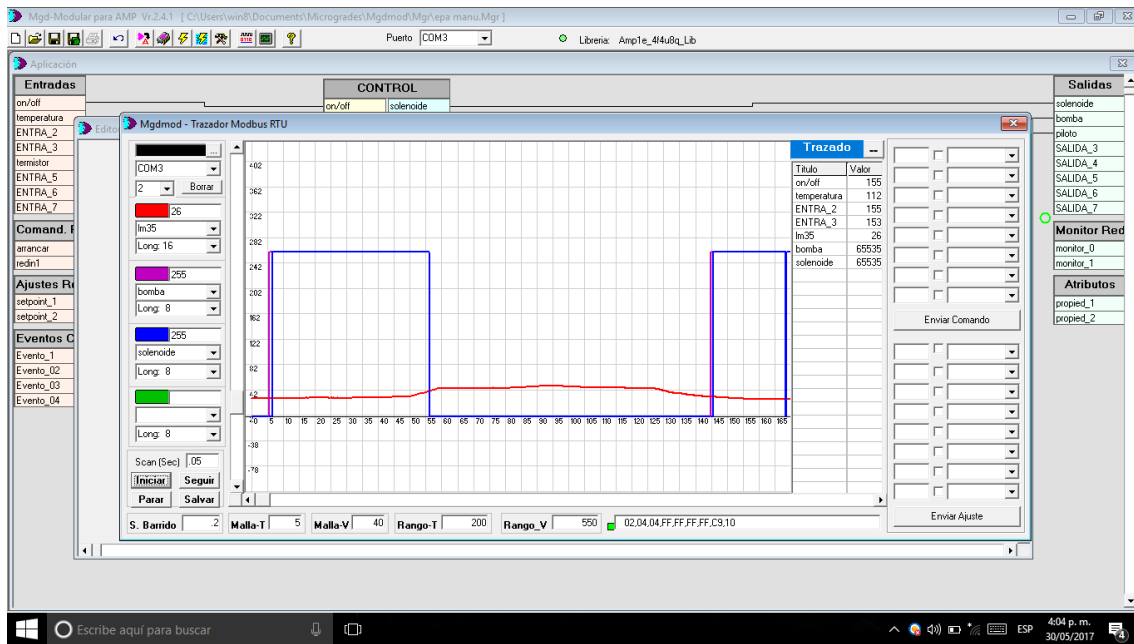 Mgd-Modular para AMP Vr.2.4.1 [ C:\Users\win8\Documents\Microgrades\Mgdmod\Mgr\epa manu.Mgr ]
Puerto COM3 Libreria: Amp1e_4f4u8q_Lib
Aplicación
Entradas
on/off
temperatura
ENTRA_2
ENTRA_3
termistor
ENTRA_5
ENTRA_6
ENTRA_7
Comand. R
arrancar
redin1
Ajustes Re
setpoint_1
setpoint_2
Eventos C
Evento_1
Evento_02
Evento_03
Evento_04
CONTROL
on/off solenoide
Editor
Mgdmod - Trazador Modbus RTU
...
COM3
2 Borrar
26
lm35
Long: 16
255
bomba
Long: 8
255
solenoide
Long: 8
Long: 8
Scan (Sec) .05
Iniciar Seguir
Parar Salvar
402
362
322
282
242
202
162
122
82
42
-0 5 10 15 20 25 30 35 40 45 50 55 60 65 70 75 80 85 90 95 100 105 110 115 120 125 130 135 140 145 150 155 160 165
-38
-78
Trazado --
Titulo Valor
on/off 155
temperatura 112
ENTRA_2 155
ENTRA_3 153
lm35 26
bomba 65535
solenoide 65535
Enviar Comando
Enviar Ajuste
S. Barrido .2 Malla-T 5 Malla-V 40 Rango-T 200 Rango_V 550 02,04,04,FF,FF,FF,FF,C9,10
Salidas
solenoide
bomba
piloto
SALIDA_3
SALIDA_4
SALIDA_5
SALIDA_6
SALIDA_7
Monitor Red
monitor_0
monitor_1
Atributos
propied_1
propied_2
Escribe aquí para buscar
ESP
4:04 p. m.
30/05/2017
4